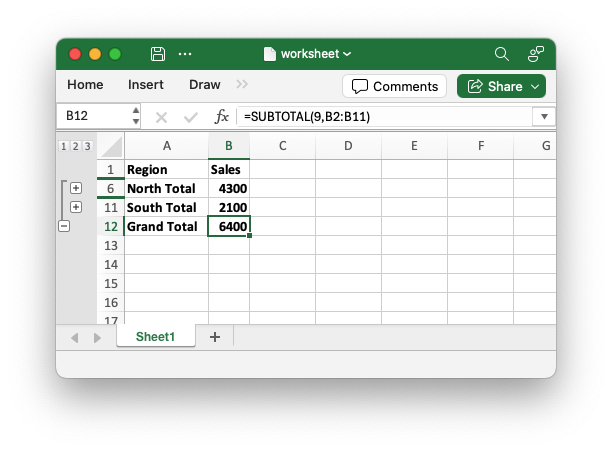 worksheet
Home Insert Draw Comments Share
B12 fx =SUBTOTAL(9,B2:B11)
1 2 3 A B C D E F G
1 Region Sales
6 North Total 4300
11 South Total 2100
12 Grand Total 6400
13
14
15
16
17
Sheet1